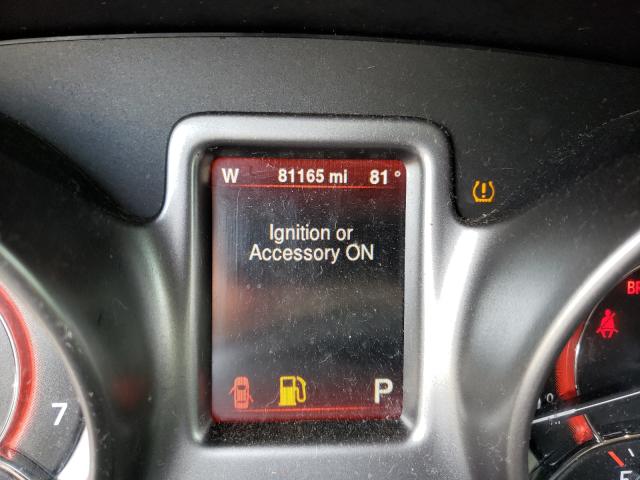 W 81165 mi 81°
Ignition or
Accessory ON
P
7